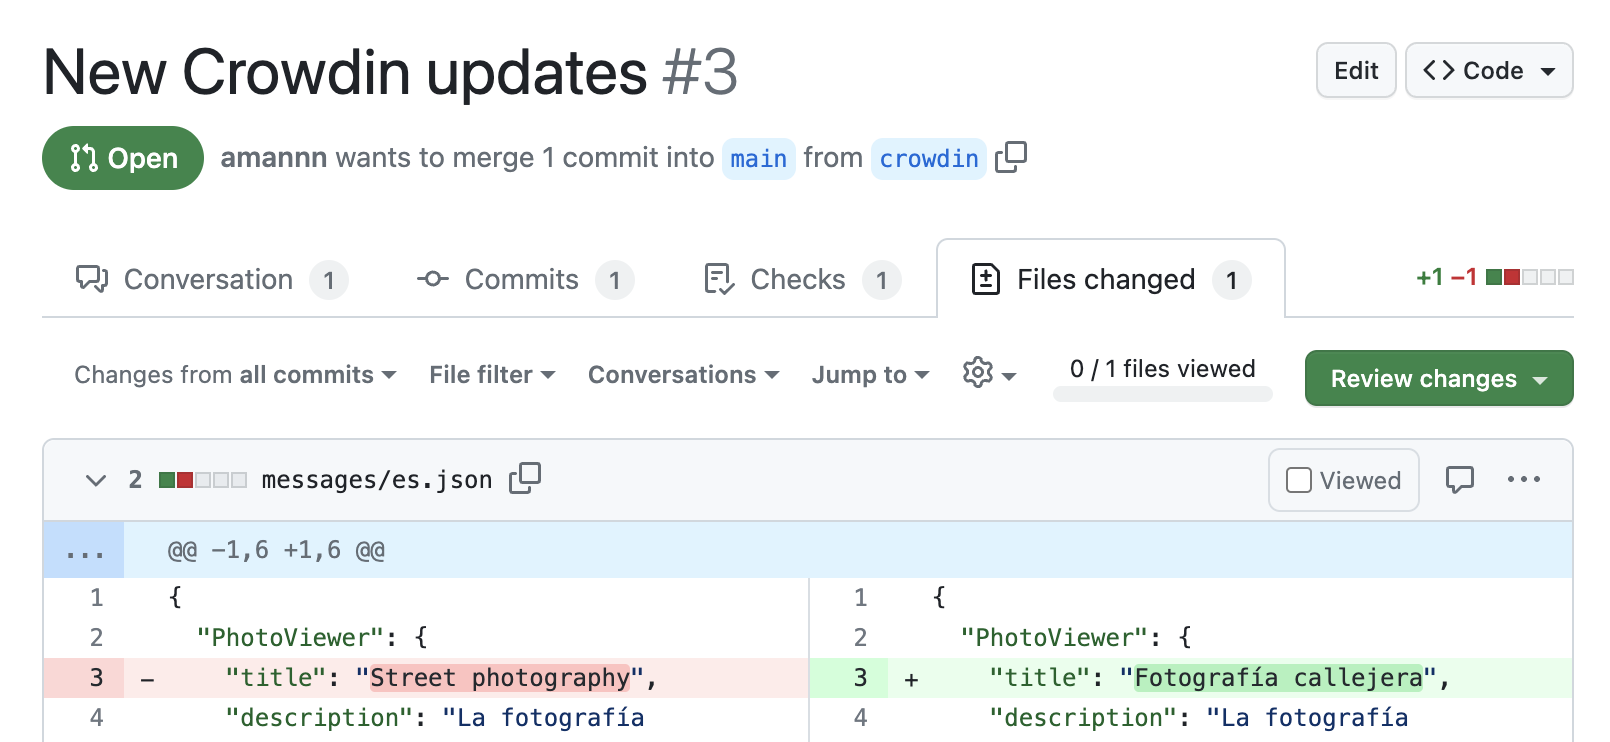 New Crowdin updates #3
Edit
<> Code
Open
amannn wants to merge 1 commit into main from crowdin
Conversation 1
Commits 1
Checks 1
Files changed 1
+1 −1
Changes from all commits
File filter
Conversations
Jump to
0 / 1 files viewed
Review changes
2
messages/es.json
Viewed
...
@@ −1,6 +1,6 @@
1 {
2 "PhotoViewer": {
3 − "title": "Street photography",
4 "description": "La fotografía
1 {
2 "PhotoViewer": {
3 + "title": "Fotografía callejera",
4 "description": "La fotografía